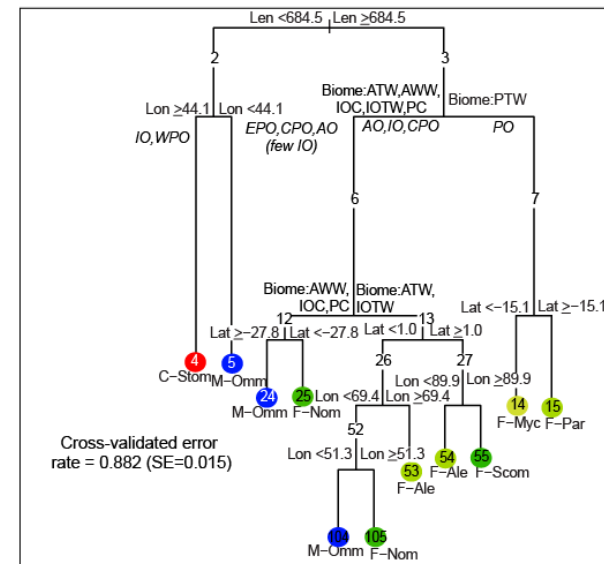 Len <684.5 Len ≥684.5
2
3
Lon ≥44.1 Lon <44.1
Biome:ATW,AWW,
IOC,IOTW,PC
Biome:PTW
IO,WPO
EPO,CPO,AO
(few IO)
AO,IO,CPO
PO
6
7
Biome:AWW,
IOC,PC
Biome:ATW,
IOTW
12
13
Lat ≥−27.8 Lat <−27.8
Lat <1.0 Lat ≥1.0
Lat <−15.1 Lat ≥−15.1
4
C−Stom
5
M−Omm
24
M−Omm
25
F−Nom
26
27
Lon <69.4 Lon ≥69.4
Lon <89.9 Lon ≥89.9
14
F−Myc
15
F−Par
52
Lon <51.3 Lon ≥51.3
53
F−Ale
54
F−Ale
55
F−Scom
Cross−validated error
rate = 0.882 (SE=0.015)
104
M−Omm
105
F−Nom